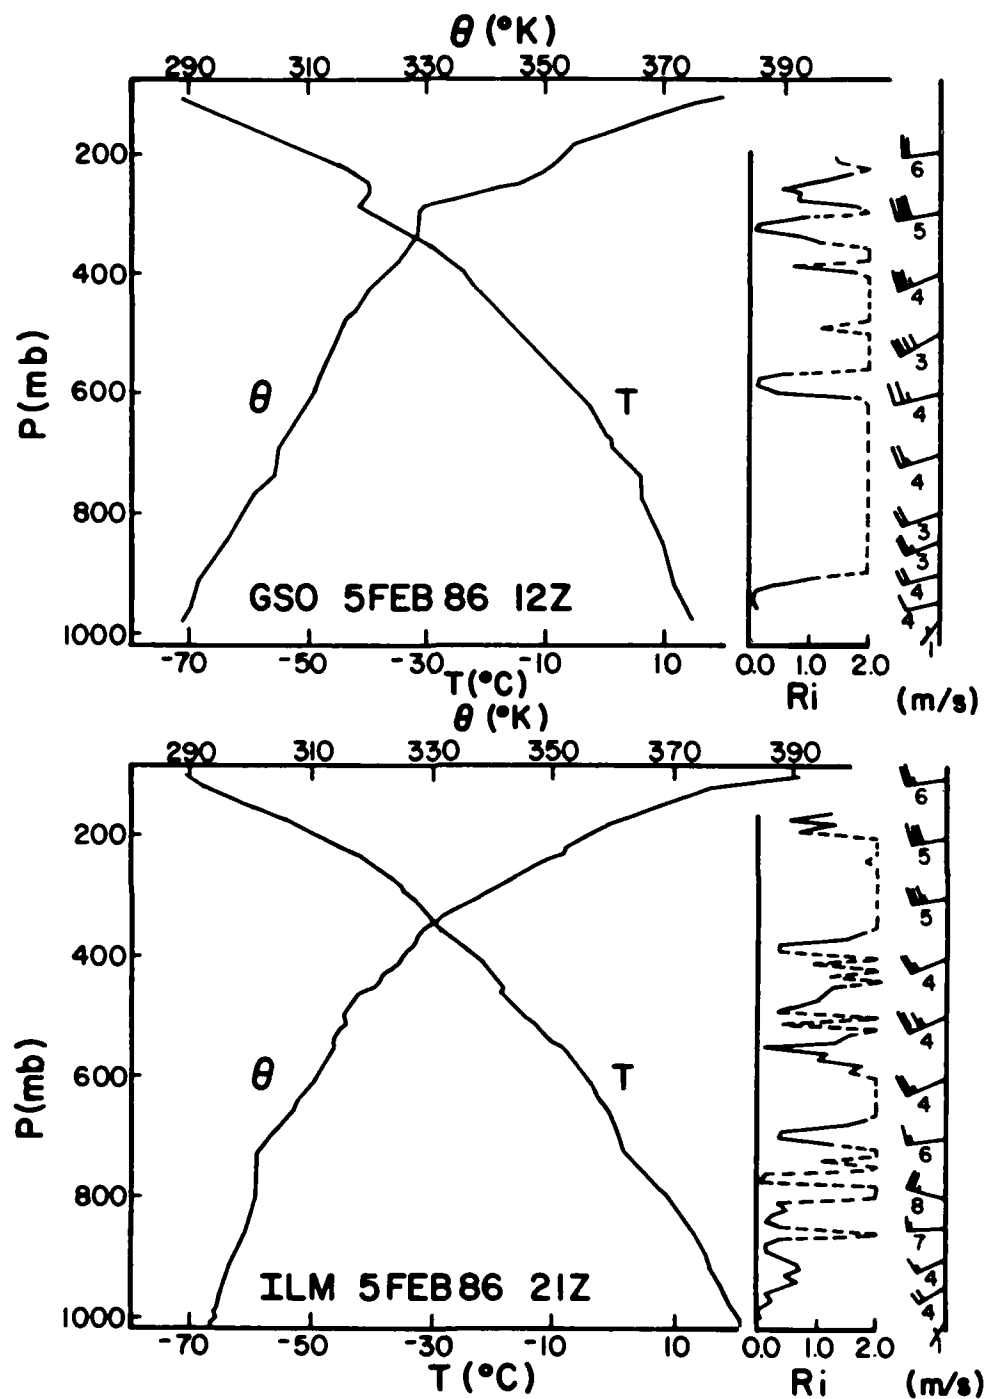 θ (°K)
290 310 330 350 370 390
P(mb)
200
400
600
800
1000
θ
T
GSO 5FEB 86 12Z
-70 -50 -30 -10 10
T(°C)
0.0 1.0 2.0
Ri
6
5
4
3
4
4
3
3
4
4
1
(m/s)
θ (°K)
290 310 330 350 370 390
P(mb)
200
400
600
800
1000
θ
T
ILM 5FEB 86 21Z
-70 -50 -30 -10 10
T (°C)
0.0 1.0 2.0
Ri
6
5
5
4
4
4
6
8
7
4
4
(m/s)